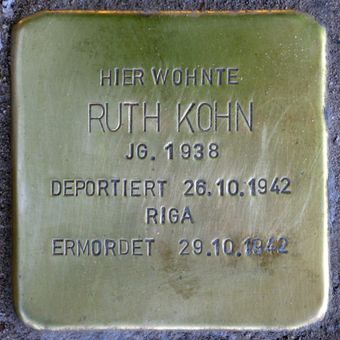 HIER WOHNTE
RUTH KOHN
JG. 1938
DEPORTIERT 26.10.1942
RIGA
ERMORDET 29.10.1942